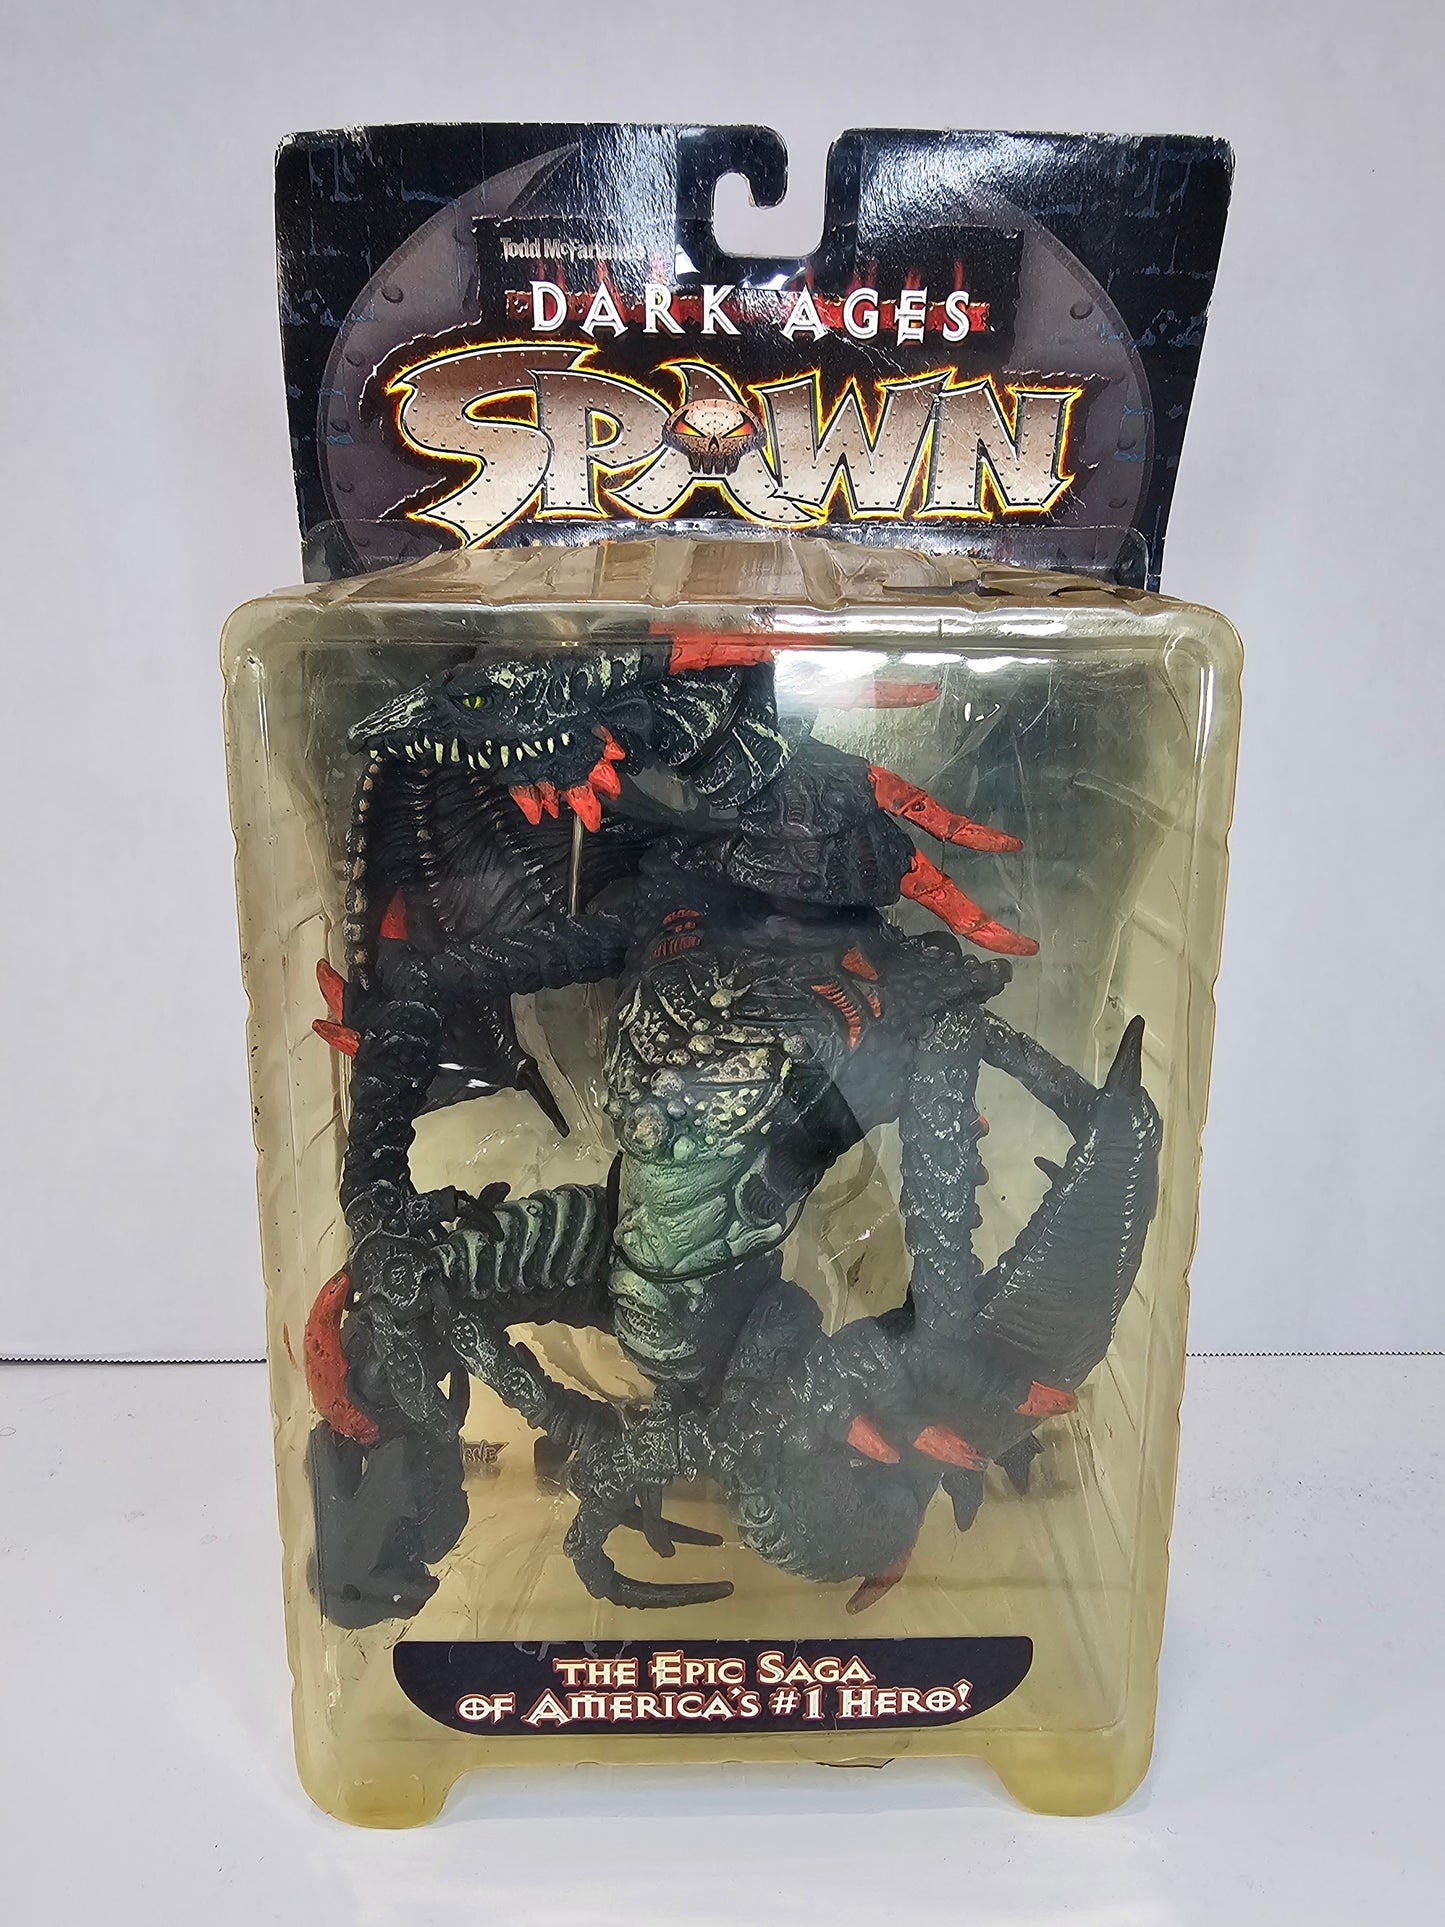 Todd McFarlane's
DARK AGES
SPAWN
THE EPIC SAGA
OF AMERICA'S #1 HERO!